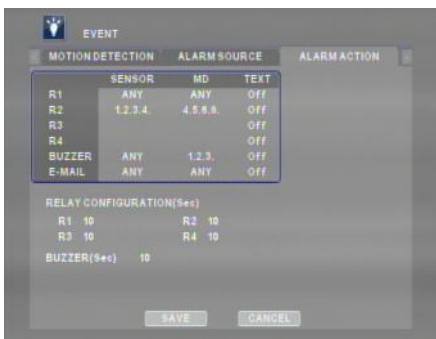 EVENT
MOTION DETECTION ALARM SOURCE ALARM ACTION
SENSOR MD TEXT
R1 ANY ANY Off
R2 1.2.3.4. 4.5.6.8. Off
R3 Off
R4 Off
BUZZER ANY 1.2.3. Off
E-MAIL ANY ANY Off
RELAY CONFIGURATION(Sec)
R1 10 R2 10
R3 10 R4 10
BUZZER(Sec) 10
SAVE CANCEL